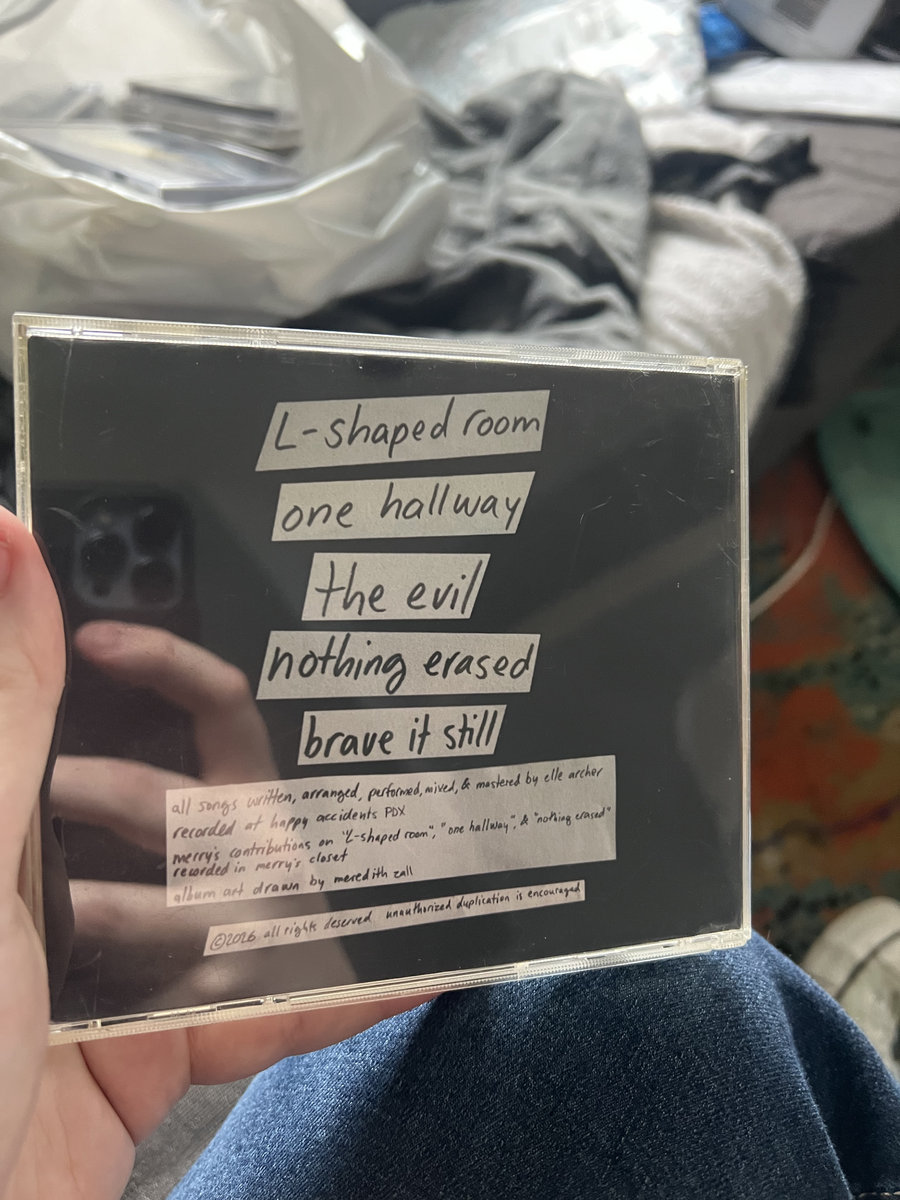 L-shaped room
one hallway
the evil
nothing erased
brave it still
all songs written, arranged, performed, mixed, & mastered by elle archer
recorded at happy accidents PDX
merry's contributions on "L-shaped room", "one hallway", & "nothing erased"
recorded in merry's closet
album art drawn by meredith zall
©2026 all rights deserved unauthorized duplication is encouraged